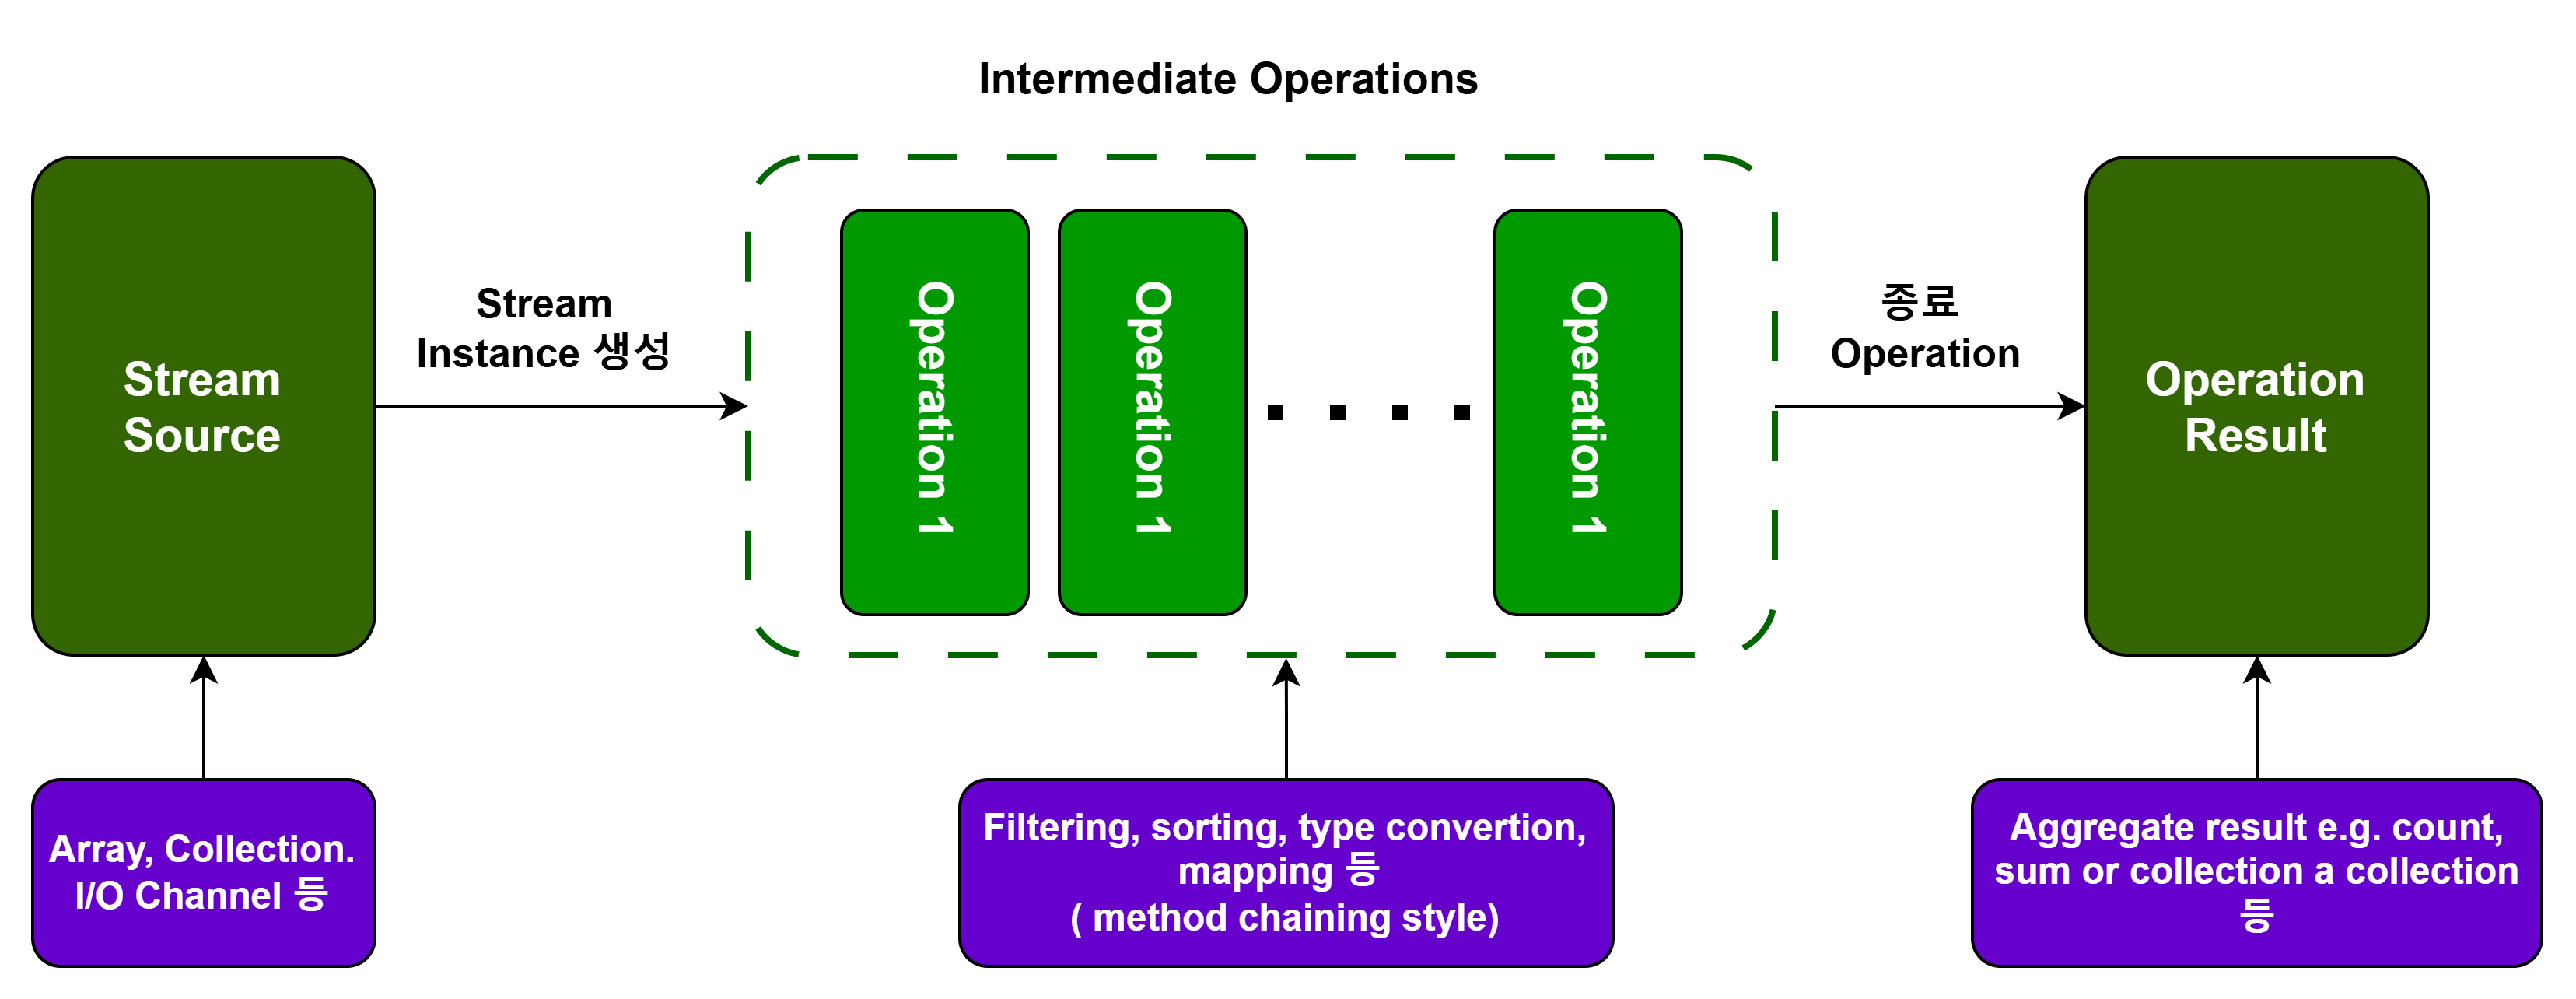 Intermediate Operations
Stream
Source
Stream
Instance 생성
Operation 1
Operation 1
Operation 1
종료
Operation
Operation
Result
Array, Collection.
I/O Channel 등
Filtering, sorting, type convertion,
mapping 등
( method chaining style)
Aggregate result e.g. count,
sum or collection a collection
등